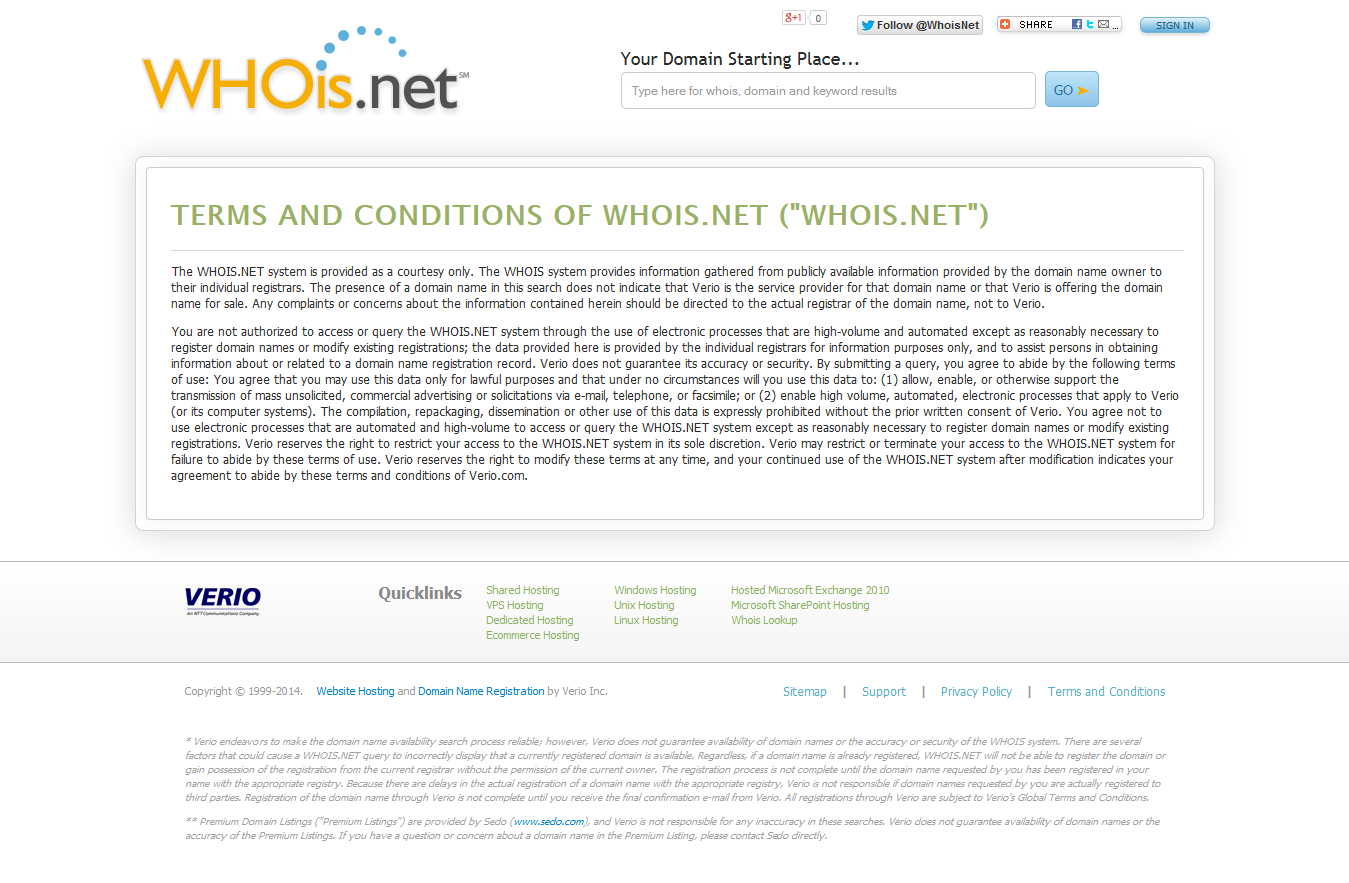 g+1 0
Follow @WhoisNet
SHARE ...
SIGN IN
WHOis.net SM
Your Domain Starting Place...
Type here for whois, domain and keyword results
GO
TERMS AND CONDITIONS OF WHOIS.NET ("WHOIS.NET")
The WHOIS.NET system is provided as a courtesy only. The WHOIS system provides information gathered from publicly available information provided by the domain name owner to
their individual registrars. The presence of a domain name in this search does not indicate that Verio is the service provider for that domain name or that Verio is offering the domain
name for sale. Any complaints or concerns about the information contained herein should be directed to the actual registrar of the domain name, not to Verio.
You are not authorized to access or query the WHOIS.NET system through the use of electronic processes that are high-volume and automated except as reasonably necessary to
register domain names or modify existing registrations; the data provided here is provided by the individual registrars for information purposes only, and to assist persons in obtaining
information about or related to a domain name registration record. Verio does not guarantee its accuracy or security. By submitting a query, you agree to abide by the following terms
of use: You agree that you may use this data only for lawful purposes and that under no circumstances will you use this data to: (1) allow, enable, or otherwise support the
transmission of mass unsolicited, commercial advertising or solicitations via e-mail, telephone, or facsimile; or (2) enable high volume, automated, electronic processes that apply to Verio
(or its computer systems). The compilation, repackaging, dissemination or other use of this data is expressly prohibited without the prior written consent of Verio. You agree not to
use electronic processes that are automated and high-volume to access or query the WHOIS.NET system except as reasonably necessary to register domain names or modify existing
registrations. Verio reserves the right to restrict your access to the WHOIS.NET system in its sole discretion. Verio may restrict or terminate your access to the WHOIS.NET system for
failure to abide by these terms of use. Verio reserves the right to modify these terms at any time, and your continued use of the WHOIS.NET system after modification indicates your
agreement to abide by these terms and conditions of Verio.com.
VERIO
An NTT Communications Company
Quicklinks
Shared Hosting
VPS Hosting
Dedicated Hosting
Ecommerce Hosting
Windows Hosting
Unix Hosting
Linux Hosting
Hosted Microsoft Exchange 2010
Microsoft SharePoint Hosting
Whois Lookup
Copyright © 1999-2014. Website Hosting and Domain Name Registration by Verio Inc.
Sitemap | Support | Privacy Policy | Terms and Conditions
* Verio endeavors to make the domain name availability search process reliable; however, Verio does not guarantee availability of domain names or the accuracy or security of the WHOIS system. There are several
factors that could cause a WHOIS.NET query to incorrectly display that a currently registered domain is available. Regardless, if a domain name is already registered, WHOIS.NET will not be able to register the domain or
gain possession of the registration from the current registrar without the permission of the current owner. The registration process is not complete until the domain name requested by you has been registered in your
name with the appropriate registry. Because there are delays in the actual registration of a domain name with the appropriate registry, Verio is not responsible if domain names requested by you are actually registered to
third parties. Registration of the domain name through Verio is not complete until you receive the final confirmation e-mail from Verio. All registrations through Verio are subject to Verio's Global Terms and Conditions.
** Premium Domain Listings ("Premium Listings") are provided by Sedo (www.sedo.com), and Verio is not responsible for any inaccuracy in these searches. Verio does not guarantee availability of domain names or the
accuracy of the Premium Listings. If you have a question or concern about a domain name in the Premium Listing, please contact Sedo directly.